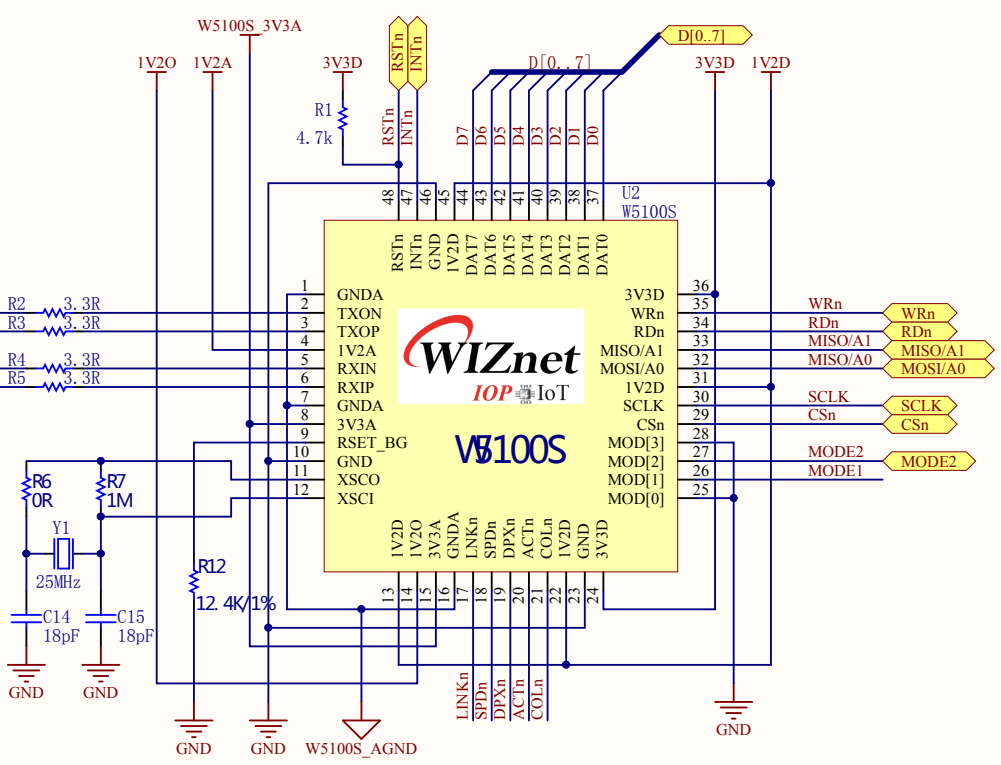 W5100S_3V3A
1V2O
1V2A
3V3D
RSTn
INTn
D[0..7]
D[0..7]
3V3D
1V2D
R1
4.7k
RSTn
INTn
D7
D6
D5
D4
D3
D2
D1
D0
48
47
46
45
44
43
42
41
40
39
38
37
U2
W5100S
RSTn
INTn
GND
1V2D
DAT7
DAT6
DAT5
DAT4
DAT3
DAT2
DAT1
DAT0
1 GNDA
R2 3.3R 2 TXON
R3 3.3R 3 TXOP
4 1V2A
R4 3.3R 5 RXIN
R5 3.3R 6 RXIP
7 GNDA
8 3V3A
9 RSET_BG
10 GND
11 XSCO
12 XSCI
WIZnet
IOP IoT
W5100S
3V3D 36
WRn 35 WRn WRn
RDn 34 RDn RDn
MISO/A1 33 MISO/A1 MISO/A1
MOSI/A0 32 MISO/A0 MOSI/A0
1V2D 31
SCLK 30 SCLK SCLK
CSn 29 CSn CSn
MOD[3] 28
MOD[2] 27 MODE2 MODE2
MOD[1] 26 MODE1
MOD[0] 25
R6
0R
R7
1M
Y1
25MHz
C14
18pF
C15
18pF
R12
12.4K/1%
1V2D
1V2O
3V3A
GNDA
LNKn
SPDn
DPXn
ACTn
COLn
1V2D
GND
3V3D
13
14
15
16
17
18
19
20
21
22
23
24
LINKn
SPDn
DPXn
ACTn
COLn
GND
GND
GND
GND
W5100S_AGND
GND